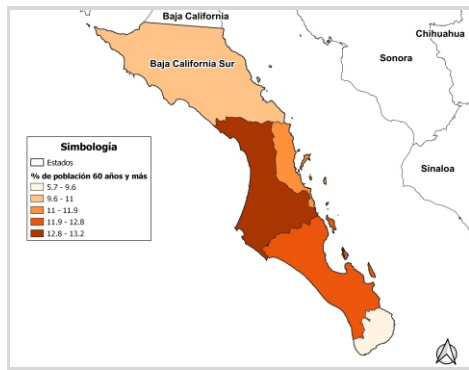 Baja California
Chihuahua
Sonora
Baja California Sur
Sinaloa
Simbología
Estados
% de población 60 años y más
5.7 - 9.6
9.6 - 11
11 - 11.9
11.9 - 12.8
12.8 - 13.2